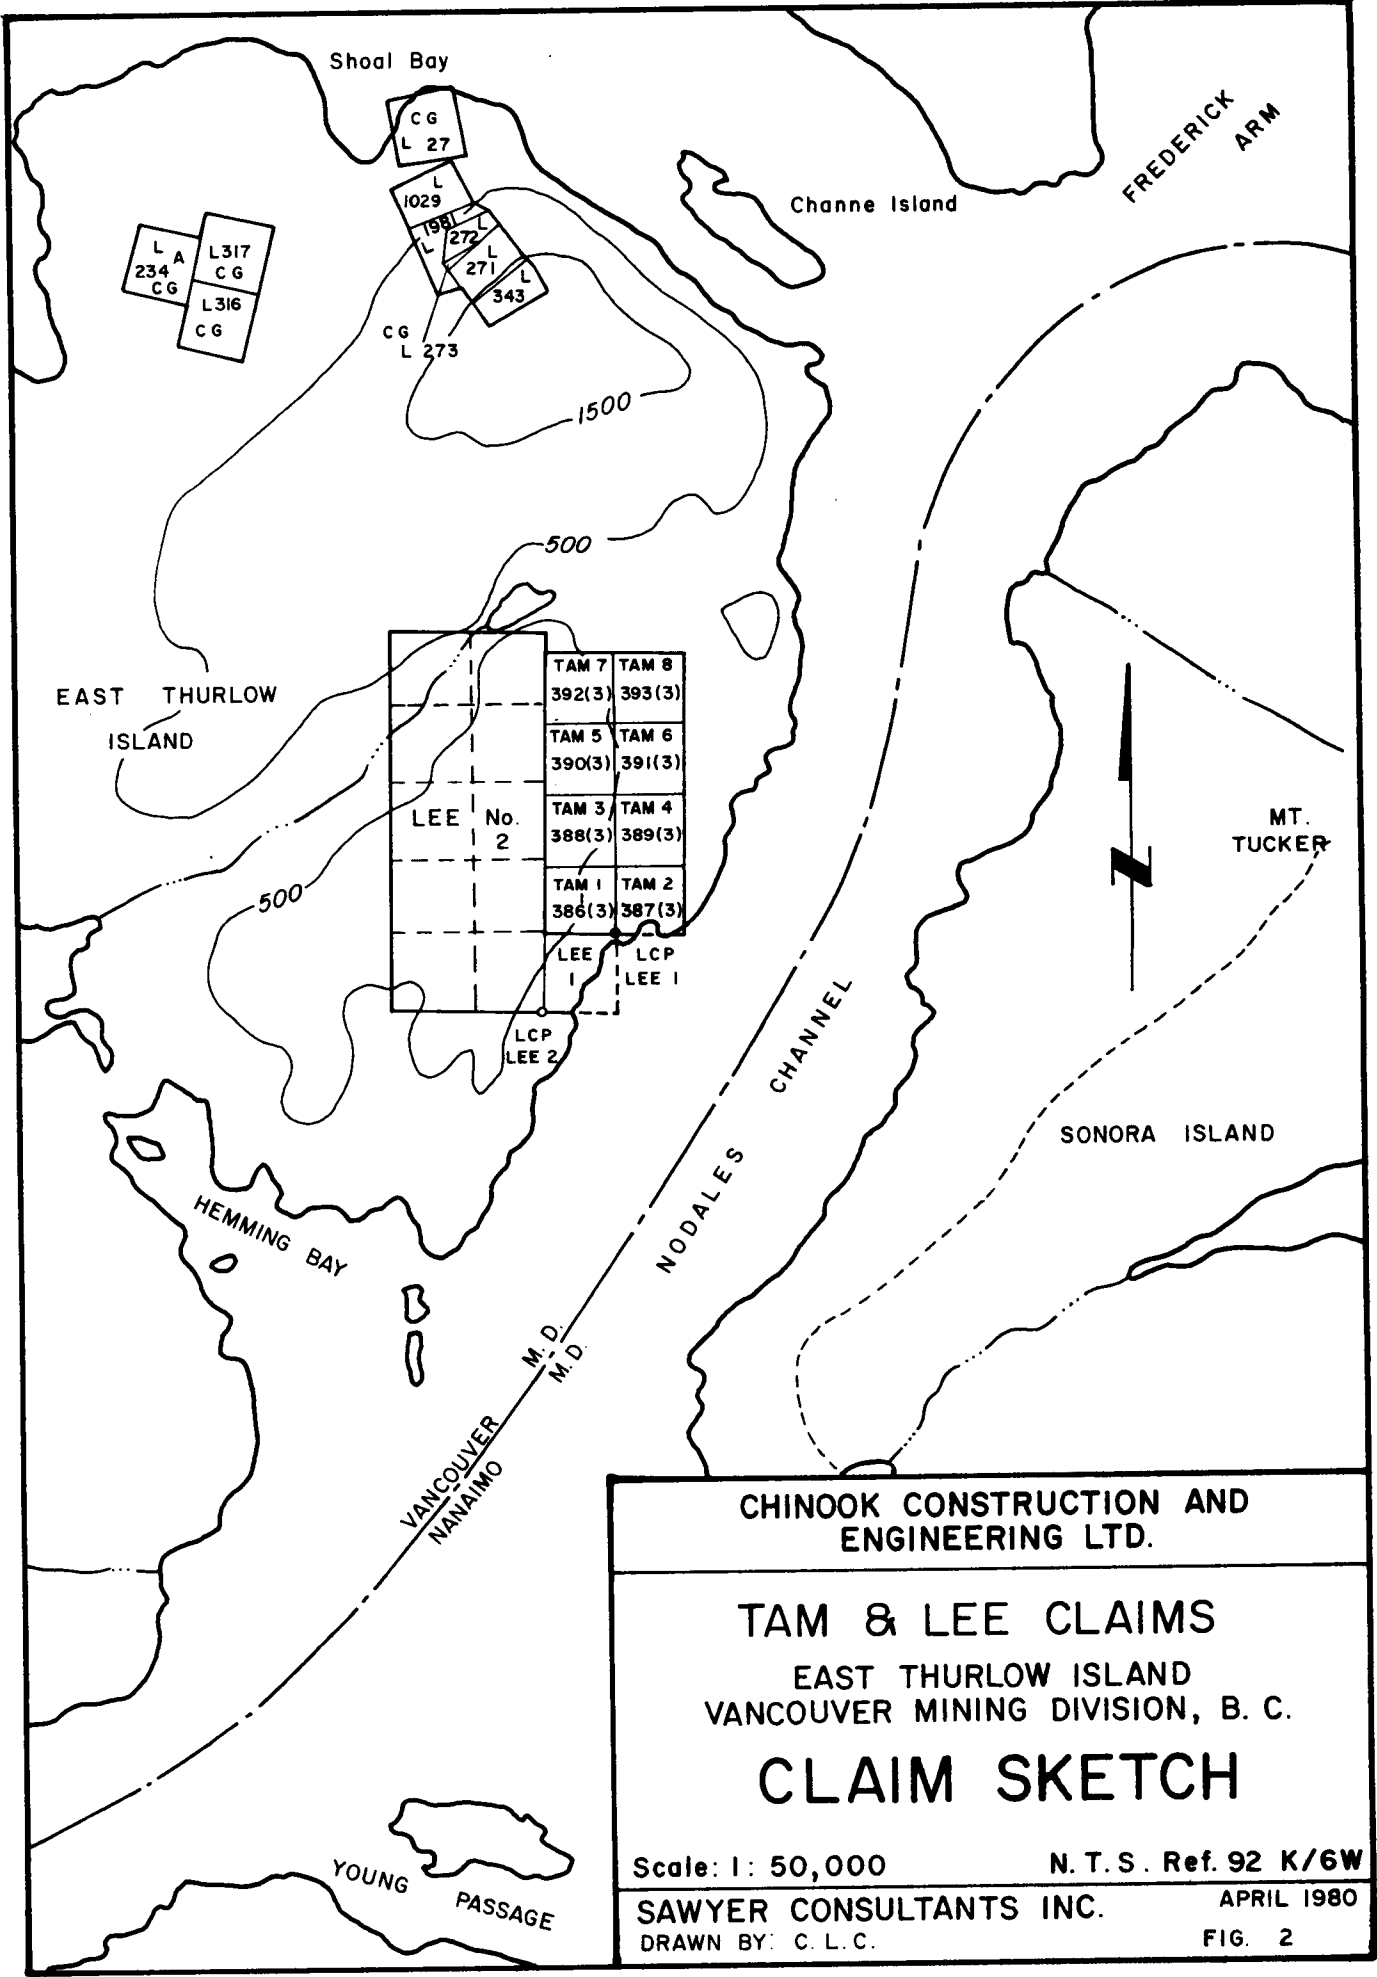 Shoal Bay
CG
L 27
FREDERICK
ARM
Channe Island
L
1029
1981
L
L
272
L
271
L
343
CG
L 273
L A
234
CG
L317
CG
L316
CG
1500
500
EAST THURLOW
ISLAND
TAM 7 TAM 8
392(3) 393(3)
TAM 5 TAM 6
390(3) 391(3)
TAM 3 TAM 4
388(3) 389(3)
TAM 1 TAM 2
386(3) 387(3)
LEE No.
2
500
LEE
1
LCP
LEE 1
LCP
LEE 2
N
MT.
TUCKER
NODALES CHANNEL
SONORA ISLAND
HEMMING BAY
VANCOUVER M.D.
NANAIMO M.D.
YOUNG PASSAGE
CHINOOK CONSTRUCTION AND
ENGINEERING LTD.
TAM & LEE CLAIMS
EAST THURLOW ISLAND
VANCOUVER MINING DIVISION, B. C.
CLAIM SKETCH
Scale: 1: 50,000 N.T.S. Ref. 92 K/6W
SAWYER CONSULTANTS INC. APRIL 1980
DRAWN BY: C. L. C. FIG. 2